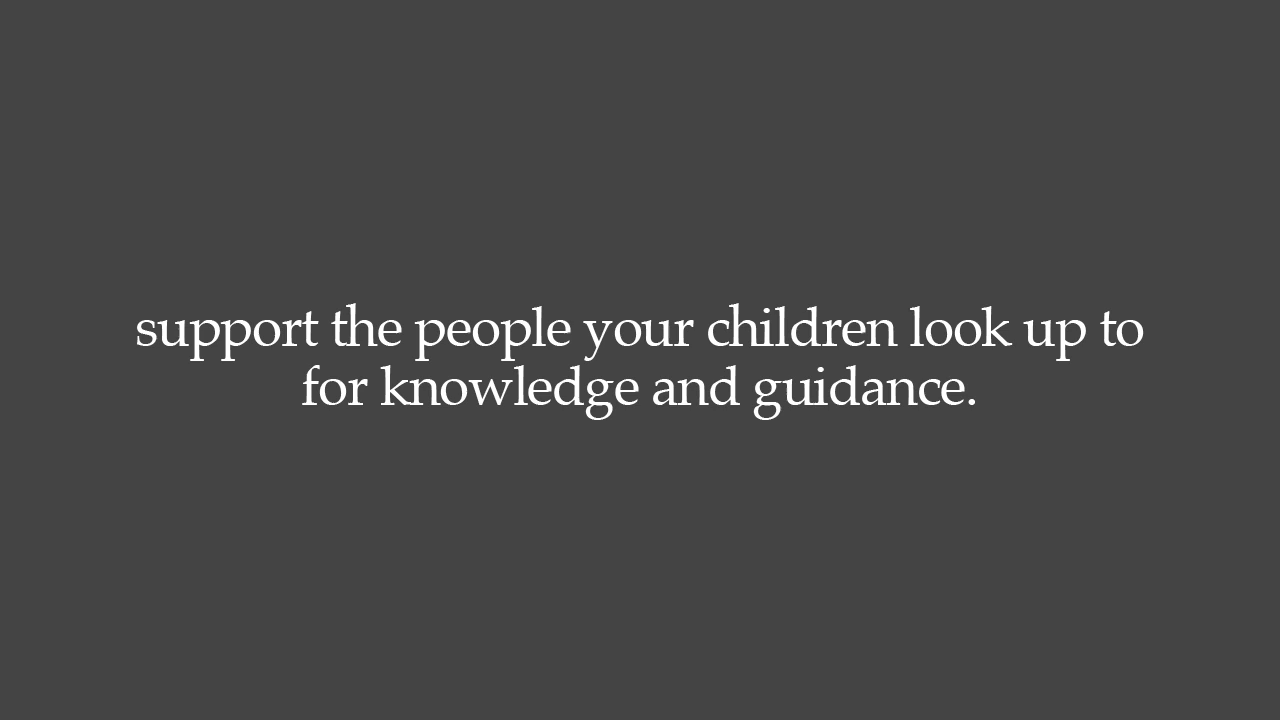 support the people your children look up to
for knowledge and guidance.